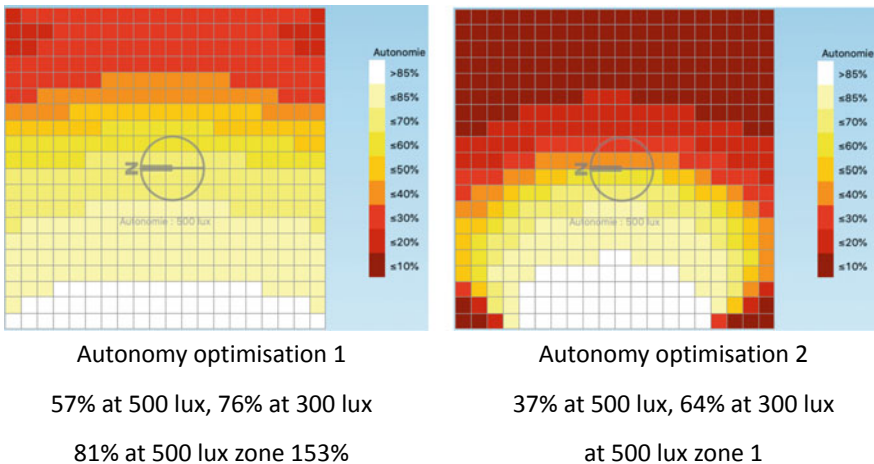 Autonomie
>85%
≤85%
≤70%
≤60%
≤50%
≤40%
≤30%
≤20%
≤10%
N
Autonomie : 500 lux
Autonomie
>85%
≤85%
≤70%
≤60%
≤50%
≤40%
≤30%
≤20%
≤10%
N
Autonomie : 500 lux
Autonomy optimisation 1
57% at 500 lux, 76% at 300 lux
81% at 500 lux zone 153%
Autonomy optimisation 2
37% at 500 lux, 64% at 300 lux
at 500 lux zone 1